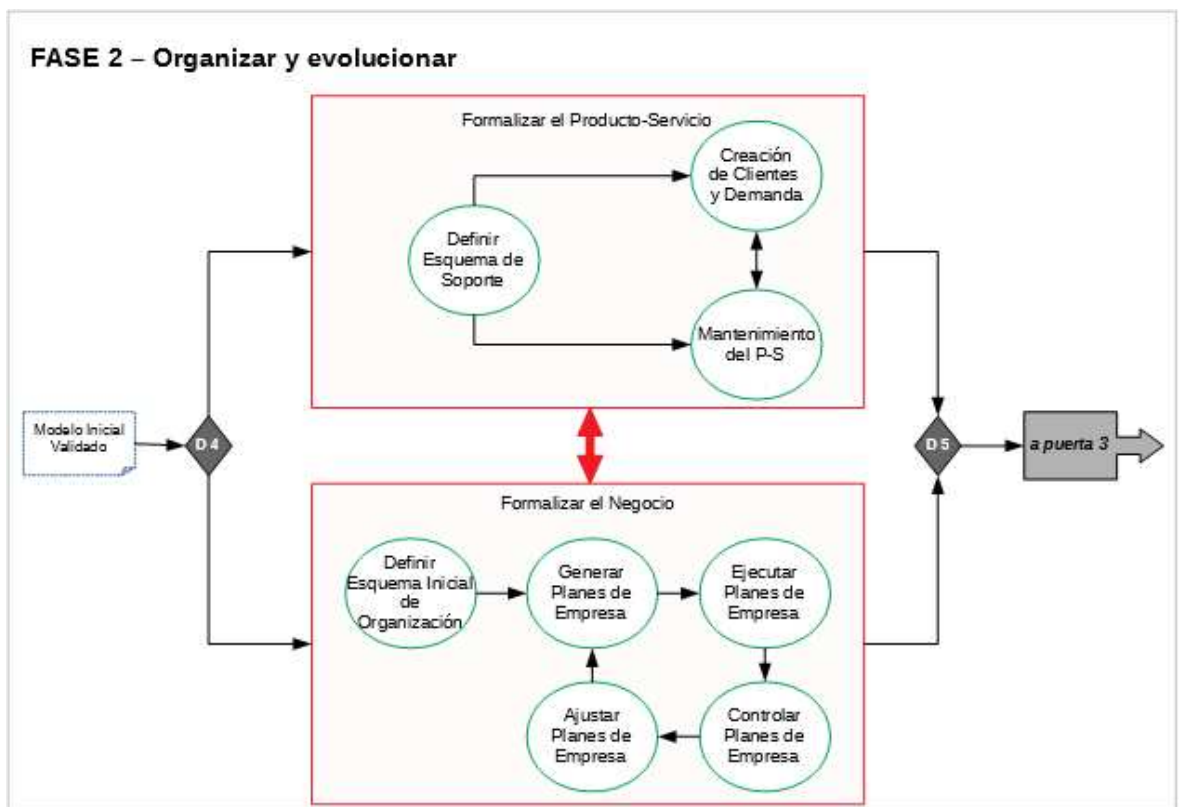 FASE 2 – Organizar y evolucionar
Formalizar el Producto-Servicio
Creación
de Clientes
y Demanda
Definir
Esquema de
Soporte
Mantenimiento
del P-S
Modelo Inicial
Validado
D 4
D 5
a puerta 3
Formalizar el Negocio
Definir
Esquema Inicial
de
Organización
Generar
Planes de
Empresa
Ejecutar
Planes de
Empresa
Ajustar
Planes de
Empresa
Controlar
Planes de
Empresa